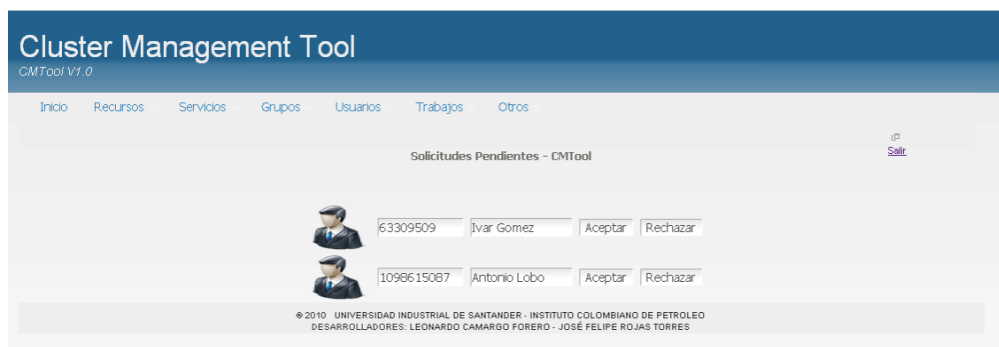 Cluster Management Tool
CMTool V1.0
Inicio Recursos Servicios Grupos Usuarios Trabajos Otros
Solicitudes Pendientes - CMTool
Salir
63309509 Ivar Gomez Aceptar Rechazar
1098615087 Antonio Lobo Aceptar Rechazar
© 2010 UNIVERSIDAD INDUSTRIAL DE SANTANDER - INSTITUTO COLOMBIANO DE PETROLEO
DESARROLLADORES: LEONARDO CAMARGO FORERO - JOSÉ FELIPE ROJAS TORRES